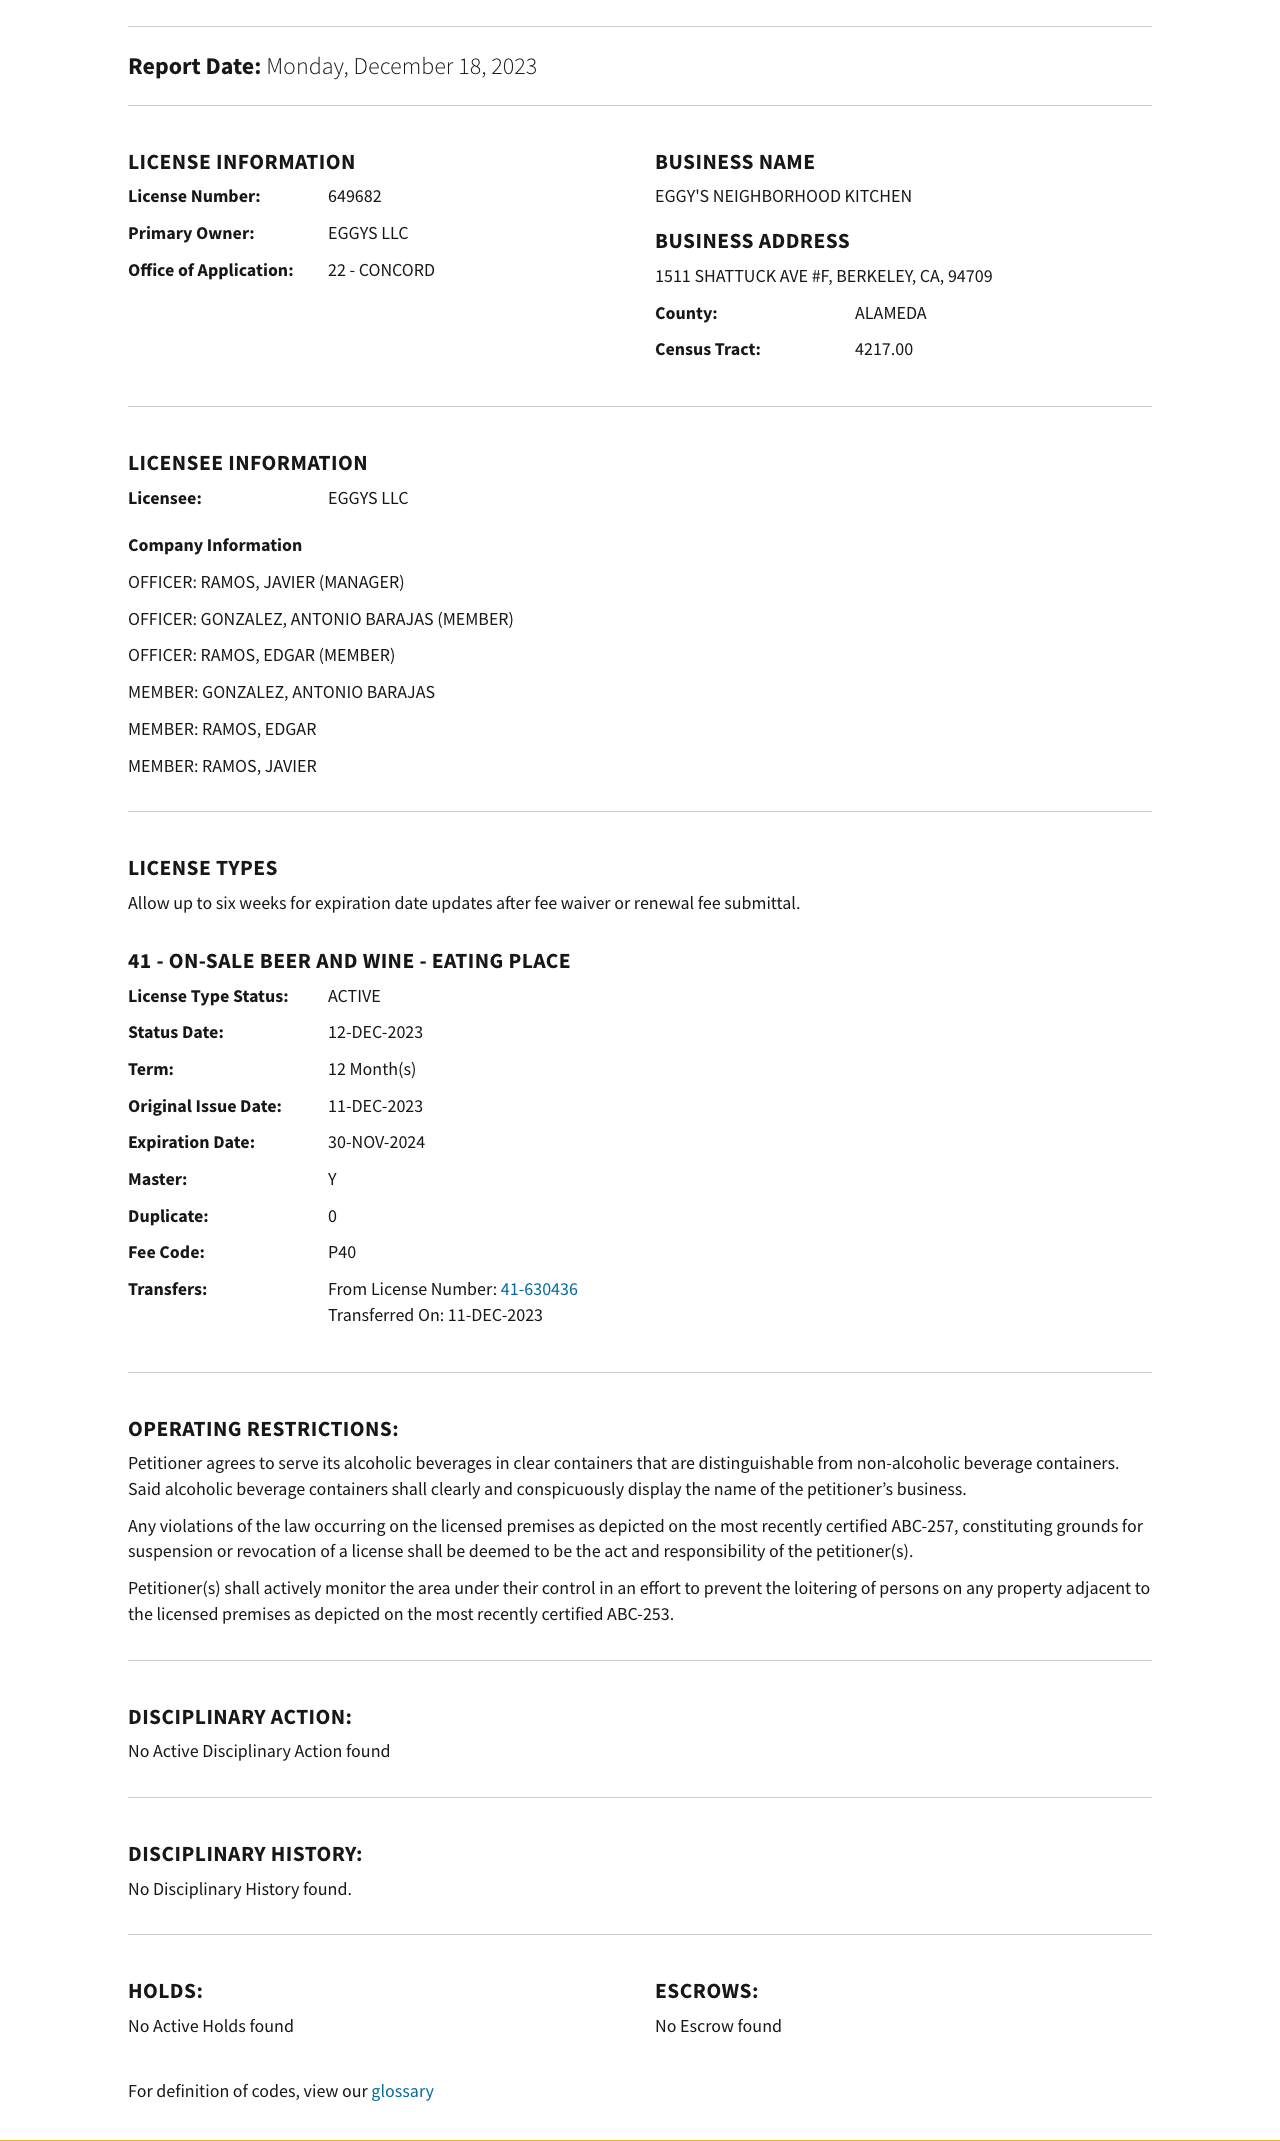 Report Date: Monday, December 18, 2023
LICENSE INFORMATION
License Number: 649682
Primary Owner: EGGYS LLC
Office of Application: 22 - CONCORD
BUSINESS NAME
EGGY'S NEIGHBORHOOD KITCHEN
BUSINESS ADDRESS
1511 SHATTUCK AVE #F, BERKELEY, CA, 94709
County: ALAMEDA
Census Tract: 4217.00
LICENSEE INFORMATION
Licensee: EGGYS LLC
Company Information
OFFICER: RAMOS, JAVIER (MANAGER)
OFFICER: GONZALEZ, ANTONIO BARAJAS (MEMBER)
OFFICER: RAMOS, EDGAR (MEMBER)
MEMBER: GONZALEZ, ANTONIO BARAJAS
MEMBER: RAMOS, EDGAR
MEMBER: RAMOS, JAVIER
LICENSE TYPES
Allow up to six weeks for expiration date updates after fee waiver or renewal fee submittal.
41 - ON-SALE BEER AND WINE - EATING PLACE
License Type Status: ACTIVE
Status Date: 12-DEC-2023
Term: 12 Month(s)
Original Issue Date: 11-DEC-2023
Expiration Date: 30-NOV-2024
Master: Y
Duplicate: 0
Fee Code: P40
Transfers: From License Number: 41-630436
Transferred On: 11-DEC-2023
OPERATING RESTRICTIONS:
Petitioner agrees to serve its alcoholic beverages in clear containers that are distinguishable from non-alcoholic beverage containers.
Said alcoholic beverage containers shall clearly and conspicuously display the name of the petitioner’s business.
Any violations of the law occurring on the licensed premises as depicted on the most recently certified ABC-257, constituting grounds for
suspension or revocation of a license shall be deemed to be the act and responsibility of the petitioner(s).
Petitioner(s) shall actively monitor the area under their control in an effort to prevent the loitering of persons on any property adjacent to
the licensed premises as depicted on the most recently certified ABC-253.
DISCIPLINARY ACTION:
No Active Disciplinary Action found
DISCIPLINARY HISTORY:
No Disciplinary History found.
HOLDS:
No Active Holds found
ESCROWS:
No Escrow found
For definition of codes, view our glossary